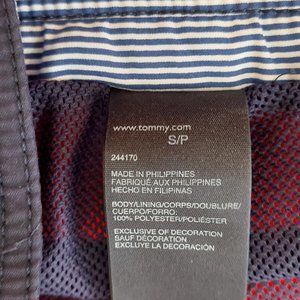 www.tommy.com
S/P
244170
MADE IN PHILIPPINES
FABRIQUÉ AUX PHILIPPINES
HECHO EN FILIPINAS
BODY/LINING/CORPS/DOUBLURE/
CUERPO/FORRO:
100% POLYESTER/POLIÉSTER
EXCLUSIVE OF DECORATION
SAUF DÉCORATION
EXCLUYE LA DECORACIÓN